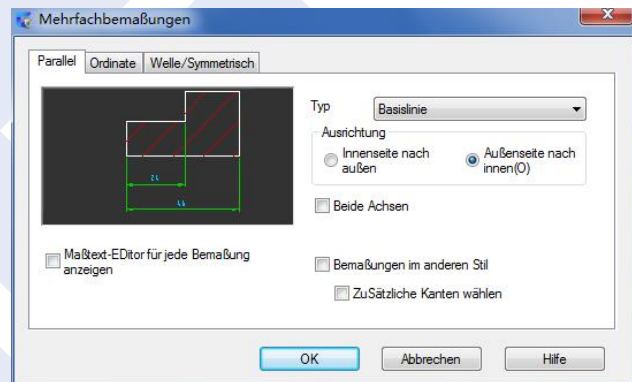 Mehrfachbemaßungen
Parallel Ordinate Welle/Symmetrisch
Typ Basislinie
Ausrichtung
Innenseite nach außen
Außenseite nach innen(O)
Beide Achsen
Maßtext-EDitor für jede Bemaßung
anzeigen
Bemaßungen im anderen Stil
ZuSätzliche Kanten wählen
OK Abbrechen Hilfe